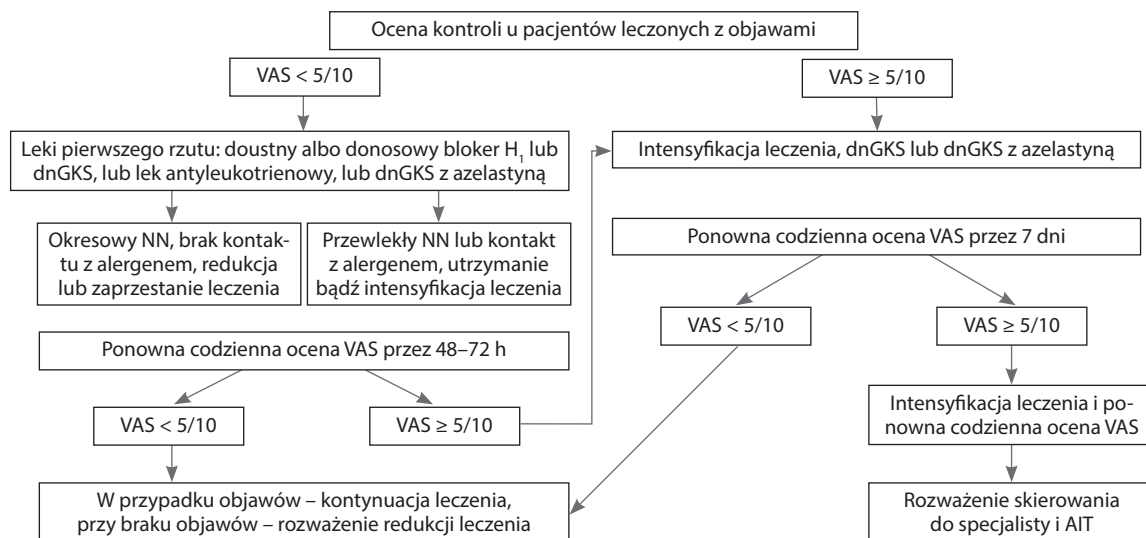 Ocena kontroli u pacjentów leczonych z objawami
VAS < 5/10
VAS ≥ 5/10
Leki pierwszego rzutu: doustny albo donosowy bloker H₁ lub
dnGKS, lub lek antyleukotrienowy, lub dnGKS z azelastyną
Intensyfikacja leczenia, dnGKS lub dnGKS z azelastyną
Okresowy NN, brak kontak-
tu z alergenem, redukcja
lub zaprzestanie leczenia
Przewlekły NN lub kontakt
z alergenem, utrzymanie
bądź intensyfikacja leczenia
Ponowna codzienna ocena VAS przez 7 dni
VAS < 5/10
VAS ≥ 5/10
Ponowna codzienna ocena VAS przez 48–72 h
VAS < 5/10
VAS ≥ 5/10
Intensyfikacja leczenia i po-
nowna codzienna ocena VAS
W przypadku objawów – kontynuacja leczenia,
przy braku objawów – rozważenie redukcji leczenia
Rozważenie skierowania
do specjalisty i AIT